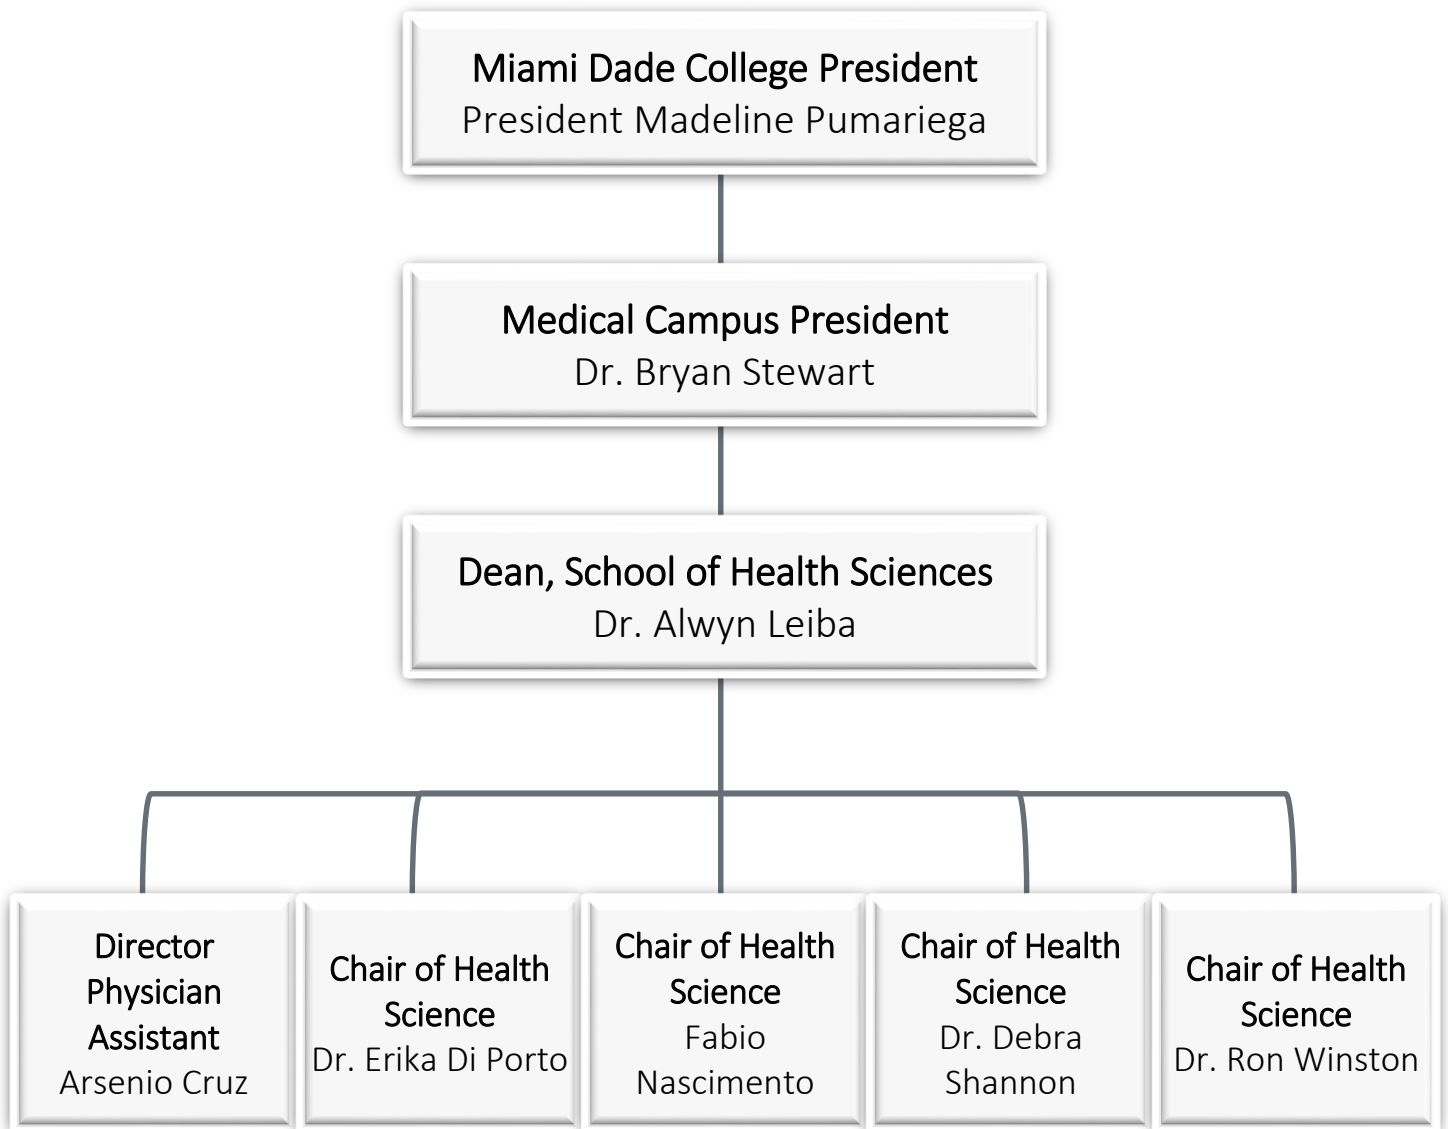 Miami Dade College President
President Madeline Pumariega
Medical Campus President
Dr. Bryan Stewart
Dean, School of Health Sciences
Dr. Alwyn Leiba
Director
Physician
Assistant
Arsenio Cruz
Chair of Health
Science
Dr. Erika Di Porto
Chair of Health
Science
Fabio
Nascimento
Chair of Health
Science
Dr. Debra
Shannon
Chair of Health
Science
Dr. Ron Winston